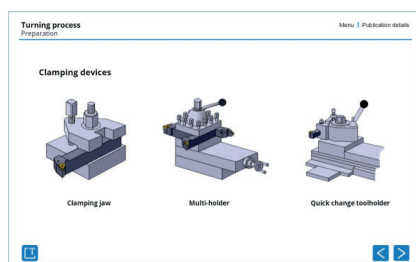 Turning process
Menu | Publication details
Preparation
Clamping devices
Clamping jaw
Multi-holder
Quick change toolholder
T